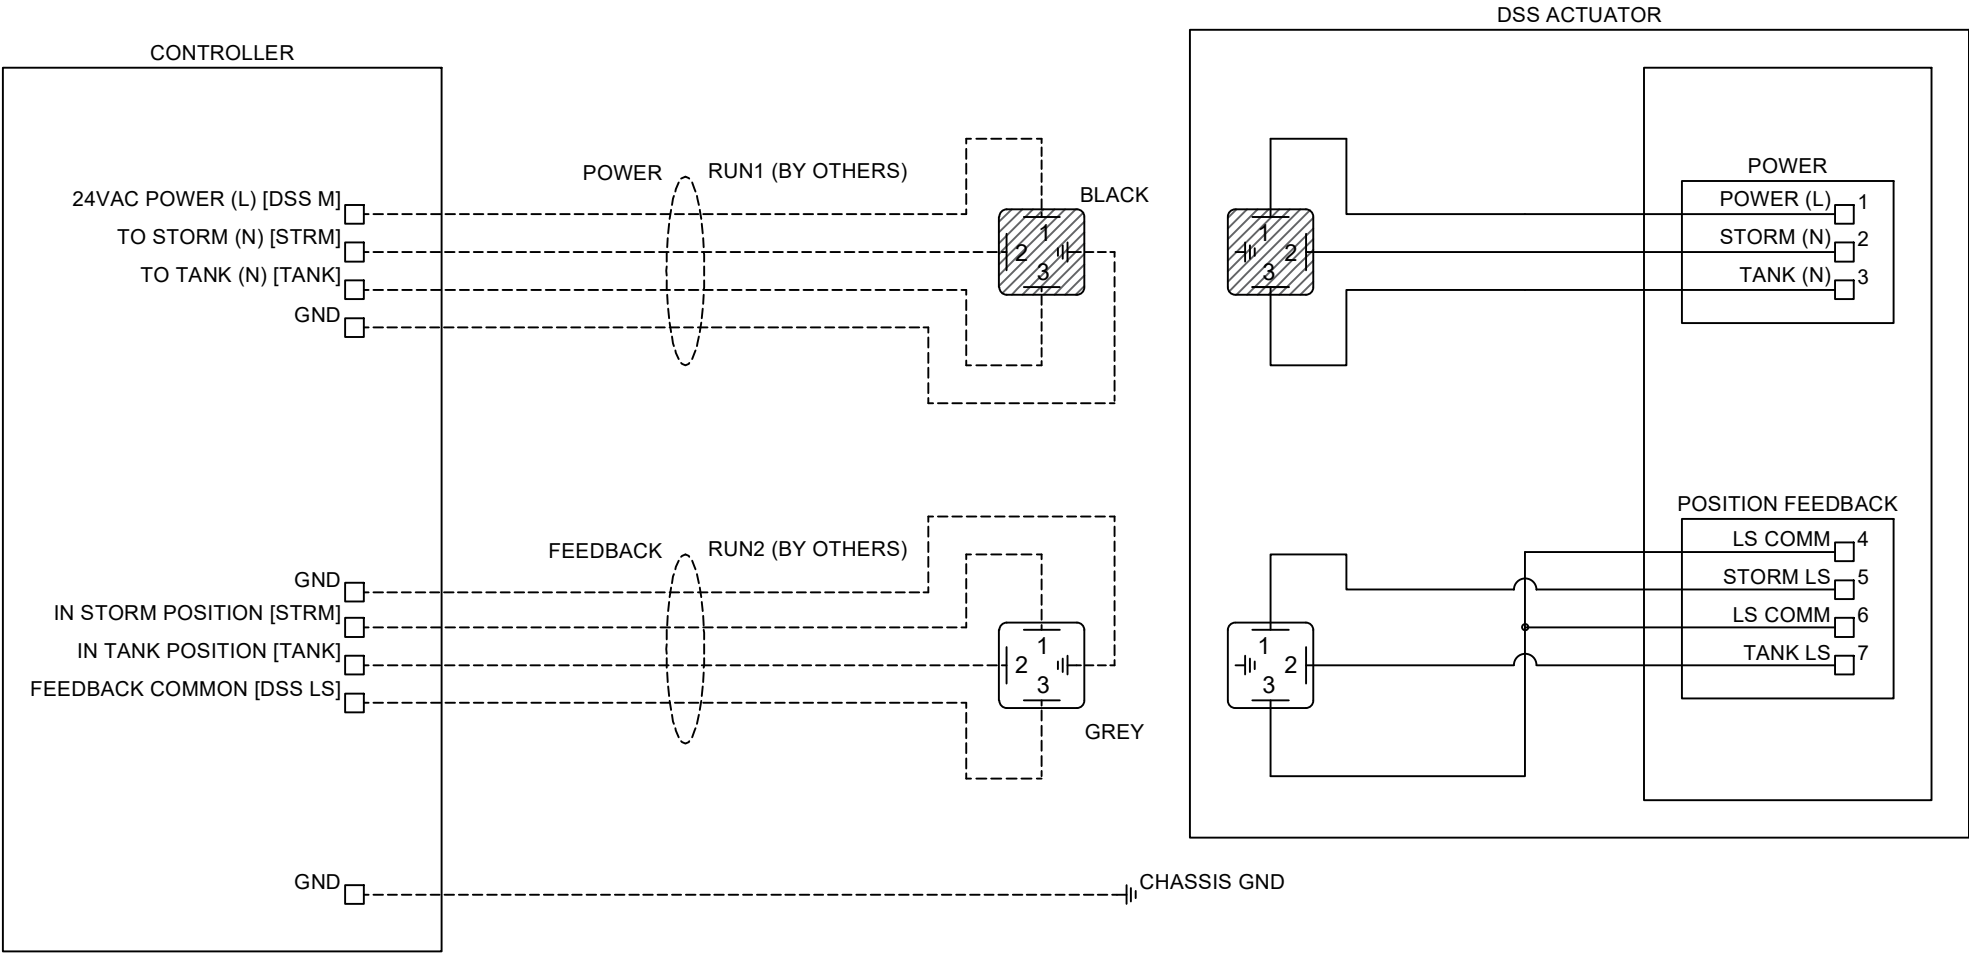 DSS ACTUATOR
CONTROLLER
24VAC POWER (L) [DSS M]
TO STORM (N) [STRM]
TO TANK (N) [TANK]
GND
POWER
RUN1 (BY OTHERS)
BLACK
1
2
3
1
2
3
POWER
POWER (L) 1
STORM (N) 2
TANK (N) 3
GND
IN STORM POSITION [STRM]
IN TANK POSITION [TANK]
FEEDBACK COMMON [DSS LS]
FEEDBACK
RUN2 (BY OTHERS)
1
2
3
GREY
1
2
3
POSITION FEEDBACK
LS COMM 4
STORM LS 5
LS COMM 6
TANK LS 7
GND
CHASSIS GND